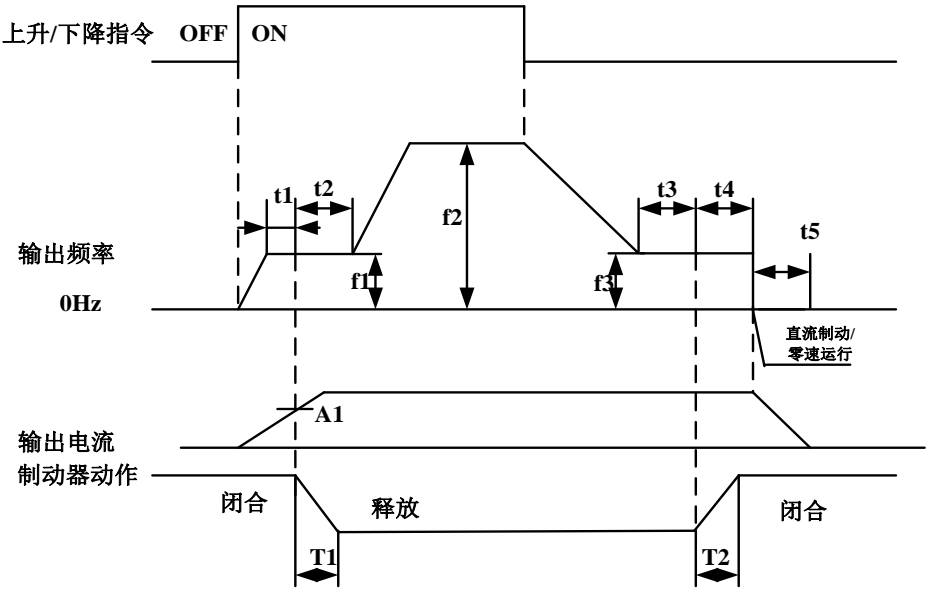 上升/下降指令 OFF ON
t1 t2 t3 t4
f2
t5
输出频率
f1 f3
0Hz
直流制动/
零速运行
A1
输出电流
制动器动作
闭合 释放 闭合
T1 T2